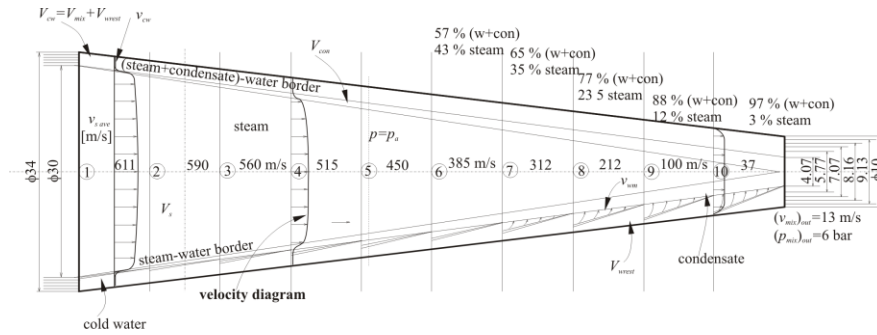 V_cw=V_mix+V_wrest
v_cw
57 % (w+con)
43 % steam
65 % (w+con)
35 % steam
77 % (w+con)
23 5 steam
88 % (w+con)
12 % steam
97 % (w+con)
3 % steam
(steam+condensate)-water border
V_con
v_s ave
[m/s]
steam
p=p_a
ϕ34
ϕ30
1 611 2 590 3 560 m/s 4 515 5 450 6 385 m/s 7 312 8 212 9 100 m/s 10 37
4.07
5.77
7.07
8.16
9.13
ϕ10
V_s
v_wm
steam-water border
(v_mix)_out=13 m/s
(p_mix)_out=6 bar
velocity diagram
V_wrest
condensate
cold water